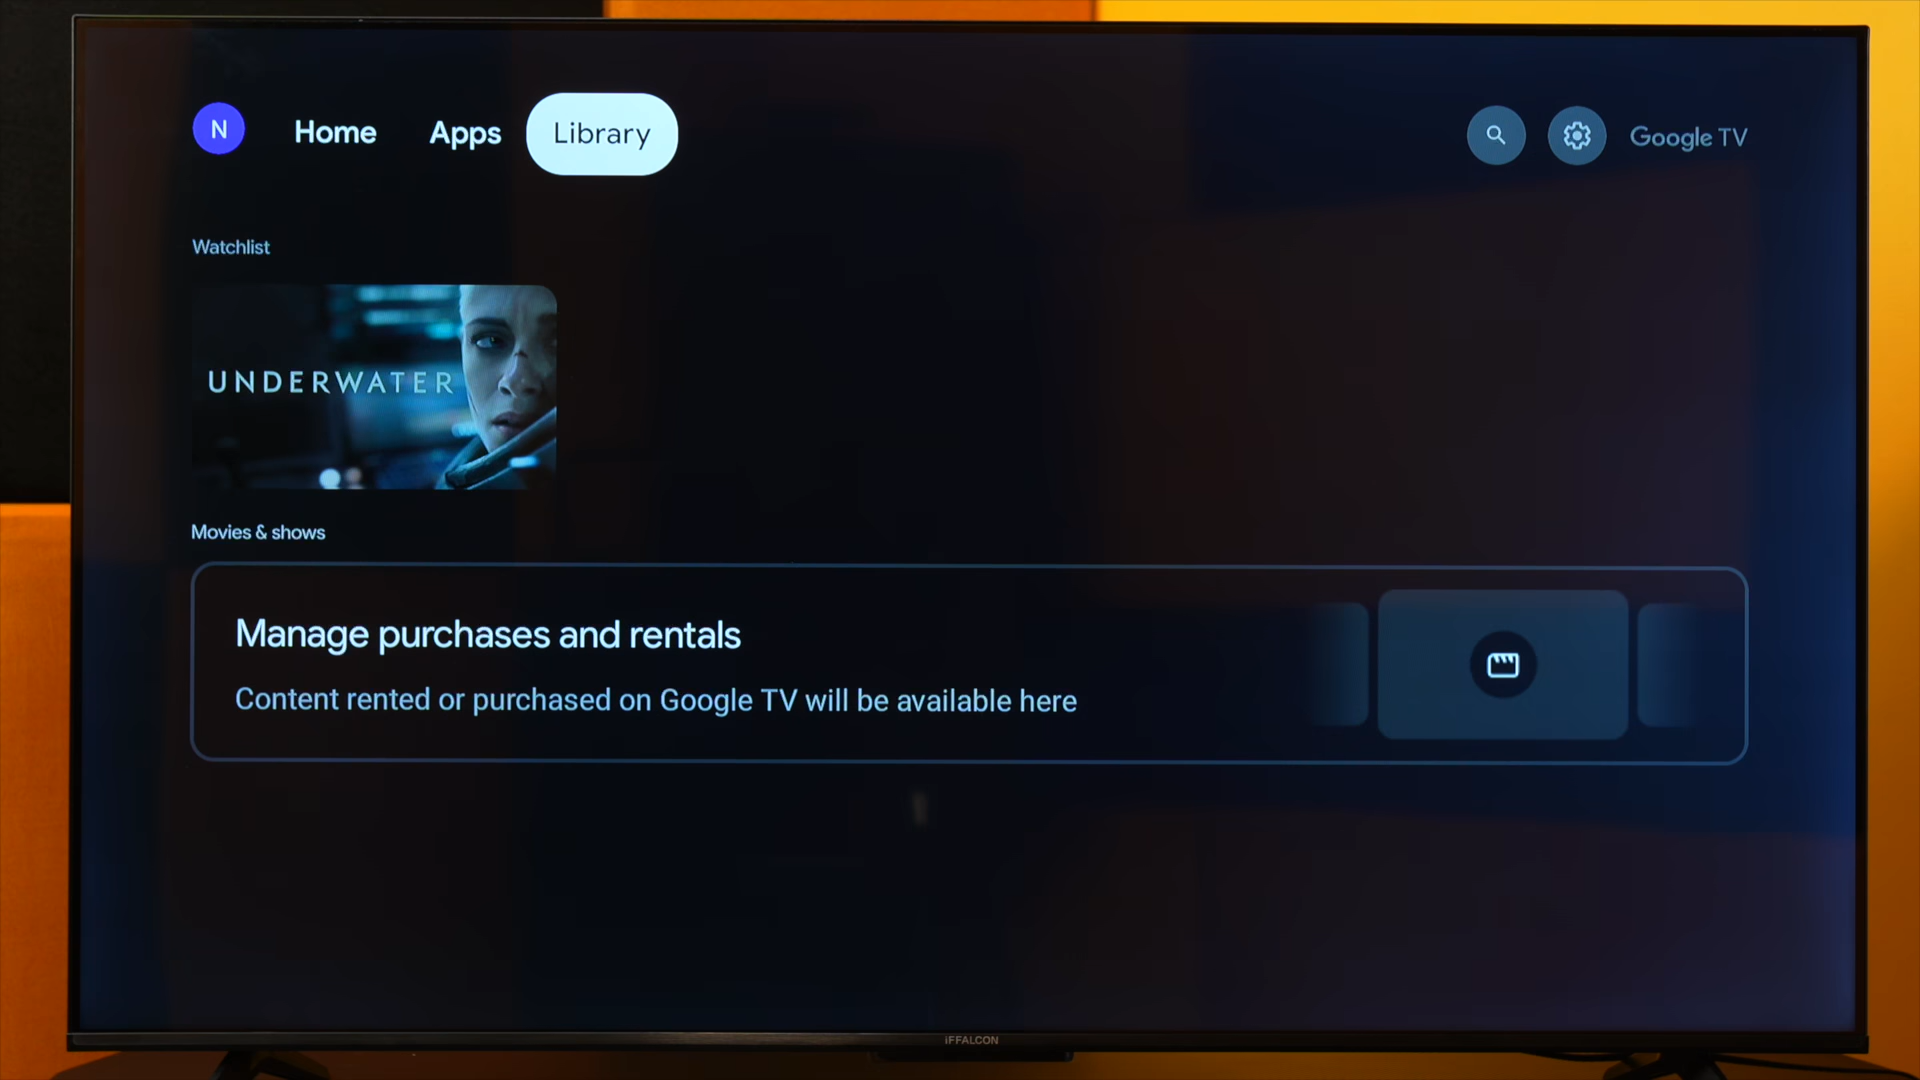 N
Home
Apps
Library
Google TV
Watchlist
UNDERWATER
Movies & shows
Manage purchases and rentals
Content rented or purchased on Google TV will be available here
iFFALCON